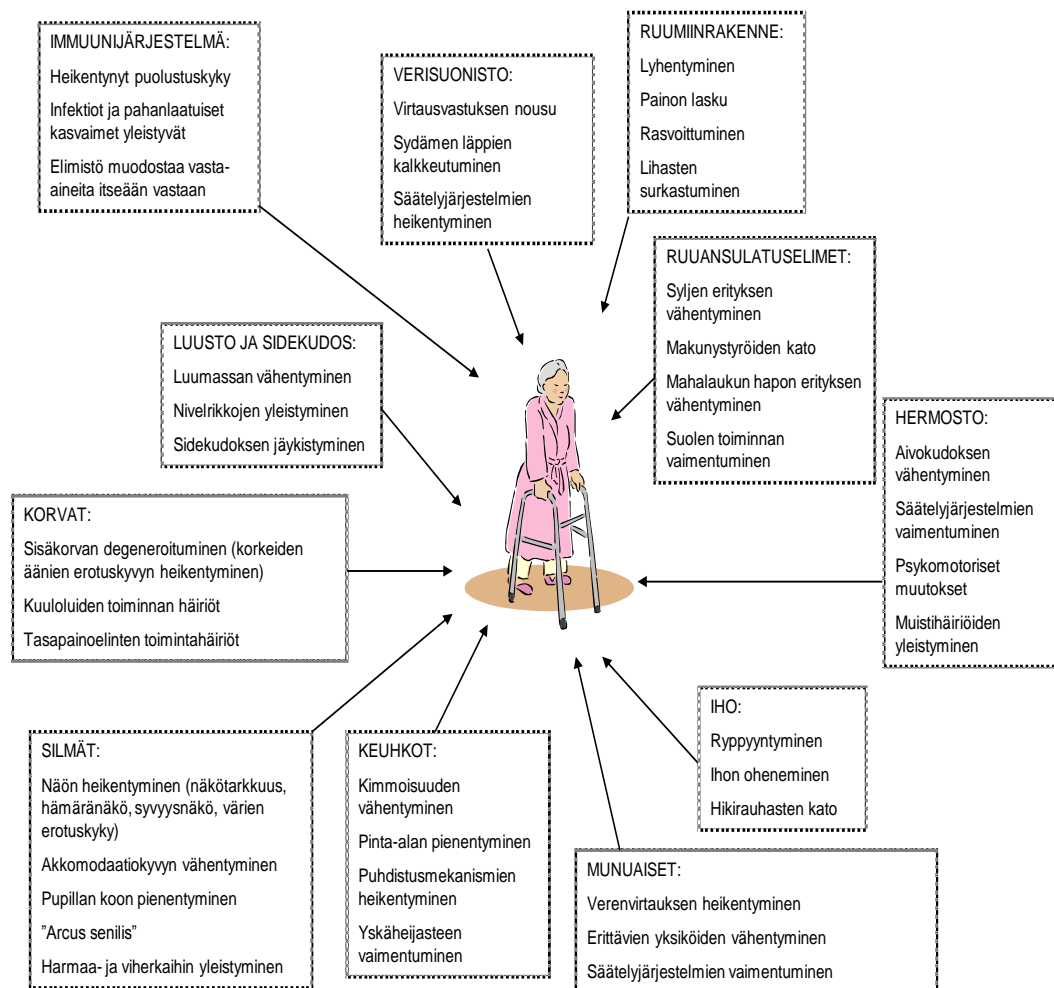 IMMUUNIJÄRJESTELMÄ:
Heikentynyt puolustuskyky
Infektiot ja pahanlaatuiset
kasvaimet yleistyvät
Elimistö muodostaa vasta-
aineita itseään vastaan
VERISUONISTO:
Virtausvastuksen nousu
Sydämen läppien
kalkkeutuminen
Säätelyjärjestelmien
heikentyminen
RUUMIINRAKENNE:
Lyhentyminen
Painon lasku
Rasvoittuminen
Lihasten
surkastuminen
RUUANSULATUSELIMET:
Syljen erityksen
vähentyminen
Makunystyröiden kato
Mahalaukun hapon erityksen
vähentyminen
Suolen toiminnan
vaimentuminen
LUUSTO JA SIDEKUDOS:
Luumassan vähentyminen
Nivelrikkojen yleistyminen
Sidekudoksen jäykistyminen
HERMOSTO:
Aivokudoksen
vähentyminen
Säätelyjärjestelmien
vaimentuminen
Psykomotoriset
muutokset
Muistihäiriöiden
yleistyminen
KORVAT:
Sisäkorvan degeneroituminen (korkeiden
äänien erotuskyvyn heikentyminen)
Kuuloluiden toiminnan häiriöt
Tasapainoelinten toimintahäiriöt
IHO:
Ryppyyntyminen
Ihon oheneminen
Hikirauhasten kato
SILMÄT:
Näön heikentyminen (näkötarkkuus,
hämäränäkö, syvyysnäkö, värien
erotuskyky)
Akkomodaatiokyvyn vähentyminen
Pupillan koon pienentyminen
”Arcus senilis”
Harmaa- ja viherkaihin yleistyminen
KEUHKOT:
Kimmoisuuden
vähentyminen
Pinta-alan pienentyminen
Puhdistusmekanismien
heikentyminen
Yskäheijasteen
vaimentuminen
MUNUAISET:
Verenvirtauksen heikentyminen
Erittävien yksiköiden vähentyminen
Säätelyjärjestelmien vaimentuminen